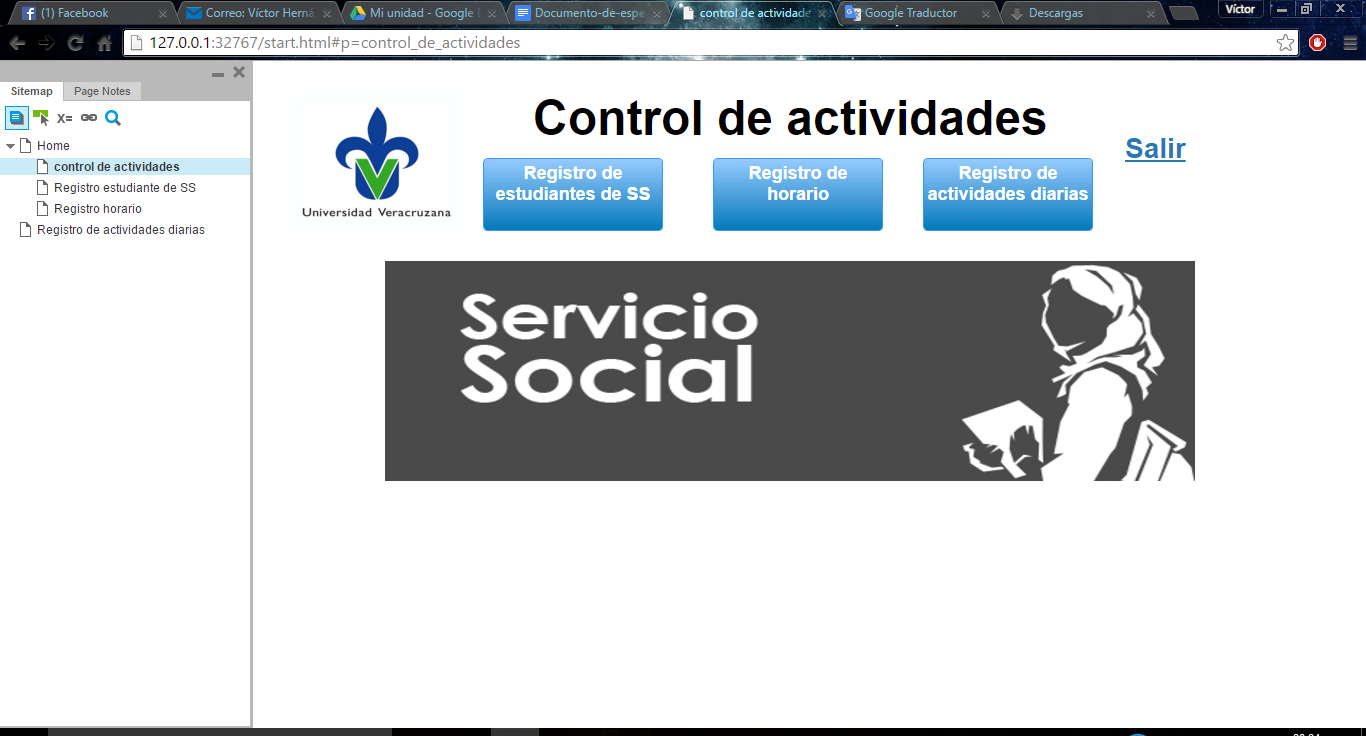 (1) Facebook
Correo: Víctor Herná
Mi unidad - Google
Documento-de-espe
control de actividade
Google Traductor
Descargas
Víctor
127.0.0.1:32767/start.html#p=control_de_actividades
Sitemap
Page Notes
X=
Home
control de actividades
Registro estudiante de SS
Registro horario
Registro de actividades diarias
Universidad Veracruzana
Control de actividades
Salir
Registro de
estudiantes de SS
Registro de
horario
Registro de
actividades diarias
Servicio
Social